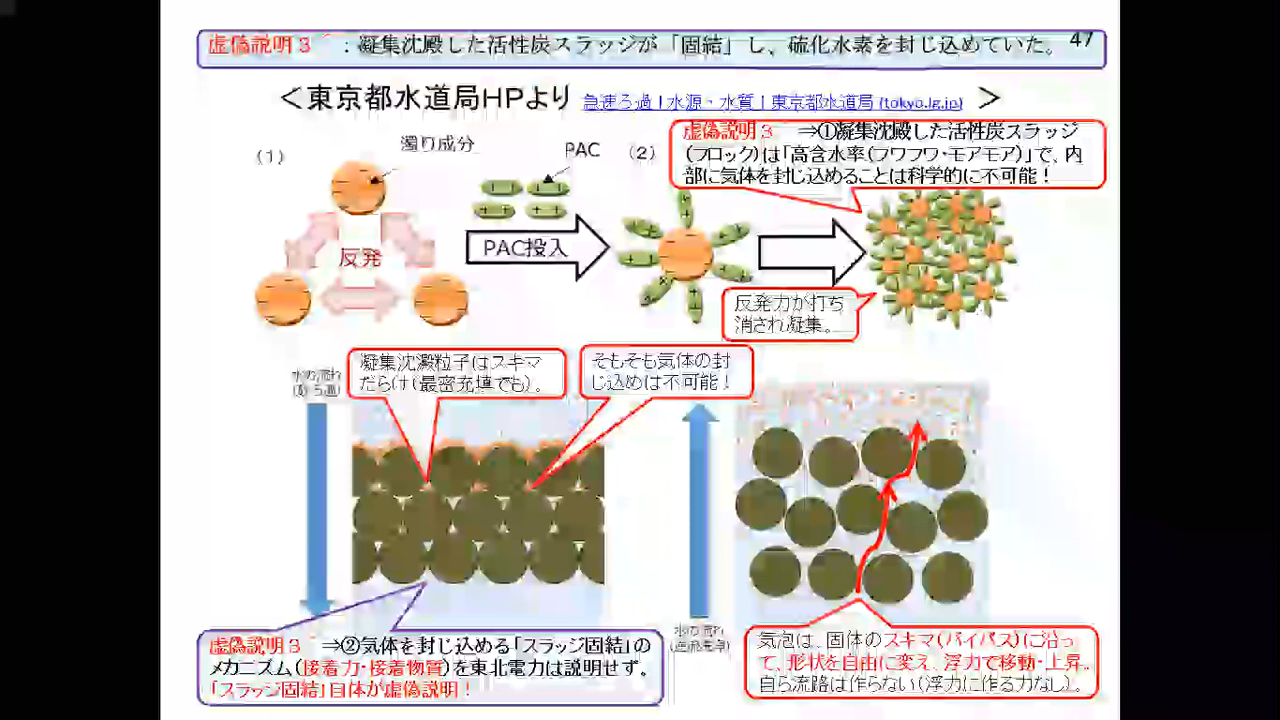 虚偽説明３ ：凝集沈殿した活性炭スラッジが「固結」し、硫化水素を封じ込めていた。 47
＜東京都水道局HPより 急速ろ過 | 水源・水質 | 東京都水道局 (tokyo.lg.jp) ＞
(1)
濁り成分
PAC
(2)
虚偽説明３ ⇒①凝集沈殿した活性炭スラッジ
(フロック)は「高含水率(フワフワ・モアモア)」で、内
部に気体を封じ込めることは科学的に不可能！
反発
PAC投入
反発力が打ち
消され凝集。
水の流れ
(ろ過)
凝集沈澱粒子はスキマ
だらけ(最密充填でも)。
そもそも気体の封
じ込めは不可能！
虚偽説明３ ⇒②気体を封じ込める「スラッジ固結」の
メカニズム(接着力・接着物質)を東北電力は説明せず。
「スラッジ固結」自体が虚偽説明！
水の流れ
気泡は、固体のスキマ(バイパス)に沿っ
て、形状を自由に変え、浮力で移動・上昇。
自ら流路は作らない(浮力に作る力なし)。